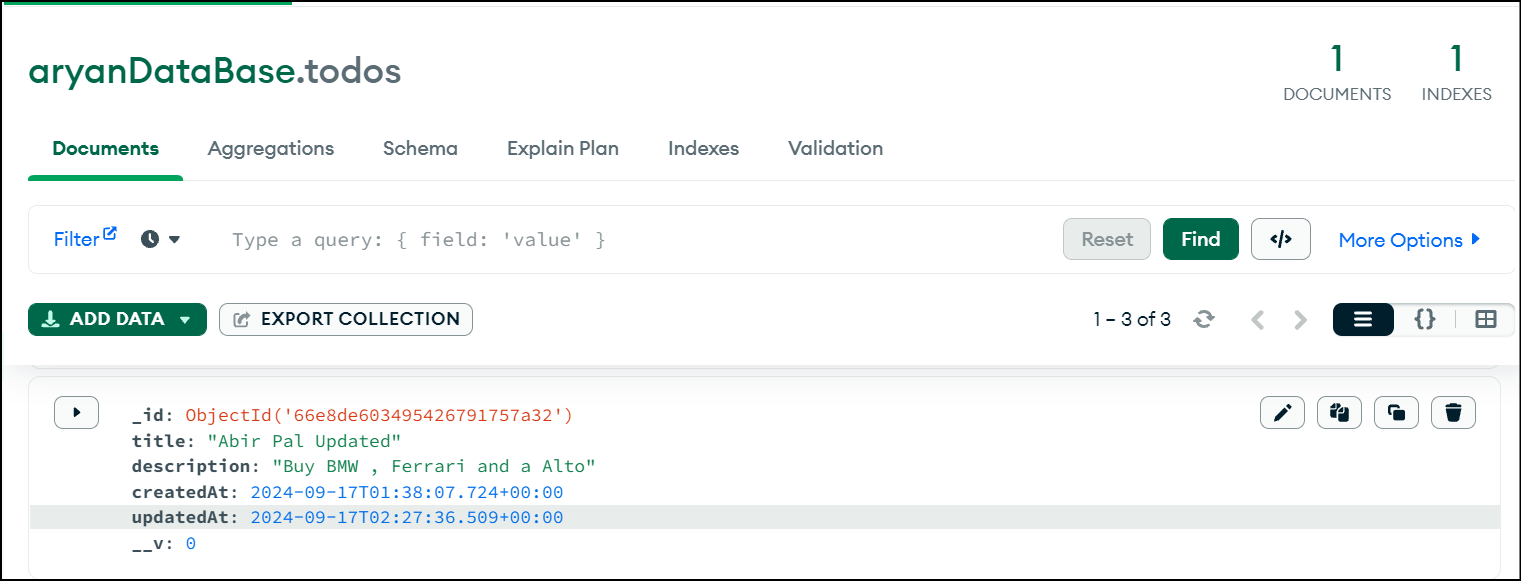 aryanDataBase.todos
1 DOCUMENTS
1 INDEXES
Documents Aggregations Schema Explain Plan Indexes Validation
Filter Type a query: { field: 'value' } Reset Find </> More Options
ADD DATA EXPORT COLLECTION 1 – 3 of 3 {}
_id: ObjectId('66e8de603495426791757a32')
title: "Abir Pal Updated"
description: "Buy BMW , Ferrari and a Alto"
createdAt: 2024-09-17T01:38:07.724+00:00
updatedAt: 2024-09-17T02:27:36.509+00:00
__v: 0